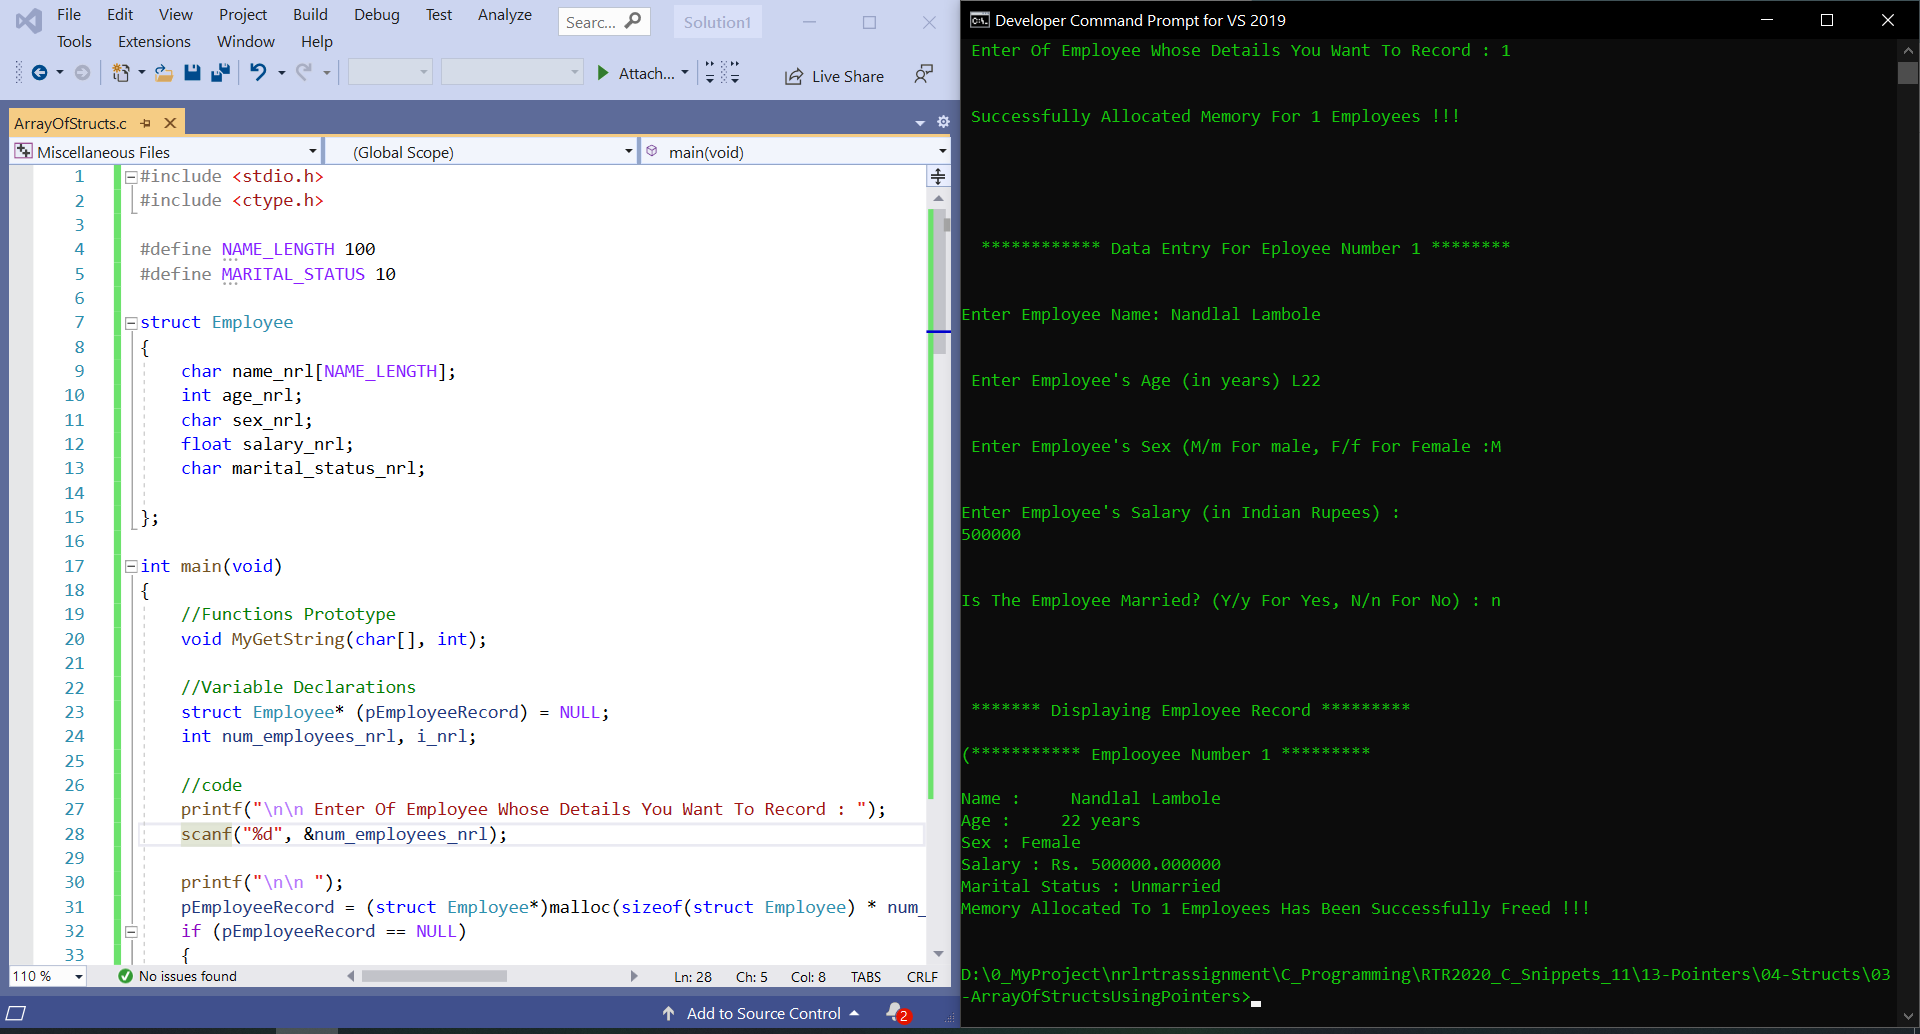 File Edit View Project Build Debug Test Analyze
Tools Extensions Window Help
Searc...
Solution1
Attach...
Live Share
ArrayOfStructs.c
Miscellaneous Files
(Global Scope)
main(void)
1 #include <stdio.h>
2 #include <ctype.h>
3
4 #define NAME_LENGTH 100
5 #define MARITAL_STATUS 10
6
7 struct Employee
8 {
9 char name_nrl[NAME_LENGTH];
10 int age_nrl;
11 char sex_nrl;
12 float salary_nrl;
13 char marital_status_nrl;
14
15 };
16
17 int main(void)
18 {
19 //Functions Prototype
20 void MyGetString(char[], int);
21
22 //Variable Declarations
23 struct Employee* (pEmployeeRecord) = NULL;
24 int num_employees_nrl, i_nrl;
25
26 //code
27 printf("\n\n Enter Of Employee Whose Details You Want To Record : ");
28 scanf("%d", &num_employees_nrl);
29
30 printf("\n\n ");
31 pEmployeeRecord = (struct Employee*)malloc(sizeof(struct Employee) * num_
32 if (pEmployeeRecord == NULL)
33 {
110 %
No issues found
Ln: 28 Ch: 5 Col: 8 TABS CRLF
Add to Source Control
2
Developer Command Prompt for VS 2019
Enter Of Employee Whose Details You Want To Record : 1
Successfully Allocated Memory For 1 Employees !!!
************ Data Entry For Eployee Number 1 ********
Enter Employee Name: Nandlal Lambole
Enter Employee's Age (in years) L22
Enter Employee's Sex (M/m For male, F/f For Female :M
Enter Employee's Salary (in Indian Rupees) :
500000
Is The Employee Married? (Y/y For Yes, N/n For No) : n
******* Displaying Employee Record *********
(*********** Emplooyee Number 1 *********
Name : Nandlal Lambole
Age : 22 years
Sex : Female
Salary : Rs. 500000.000000
Marital Status : Unmarried
Memory Allocated To 1 Employees Has Been Successfully Freed !!!
D:\0_MyProject\nrlrtrassignment\C_Programming\RTR2020_C_Snippets_11\13-Pointers\04-Structs\03
-ArrayOfStructsUsingPointers>